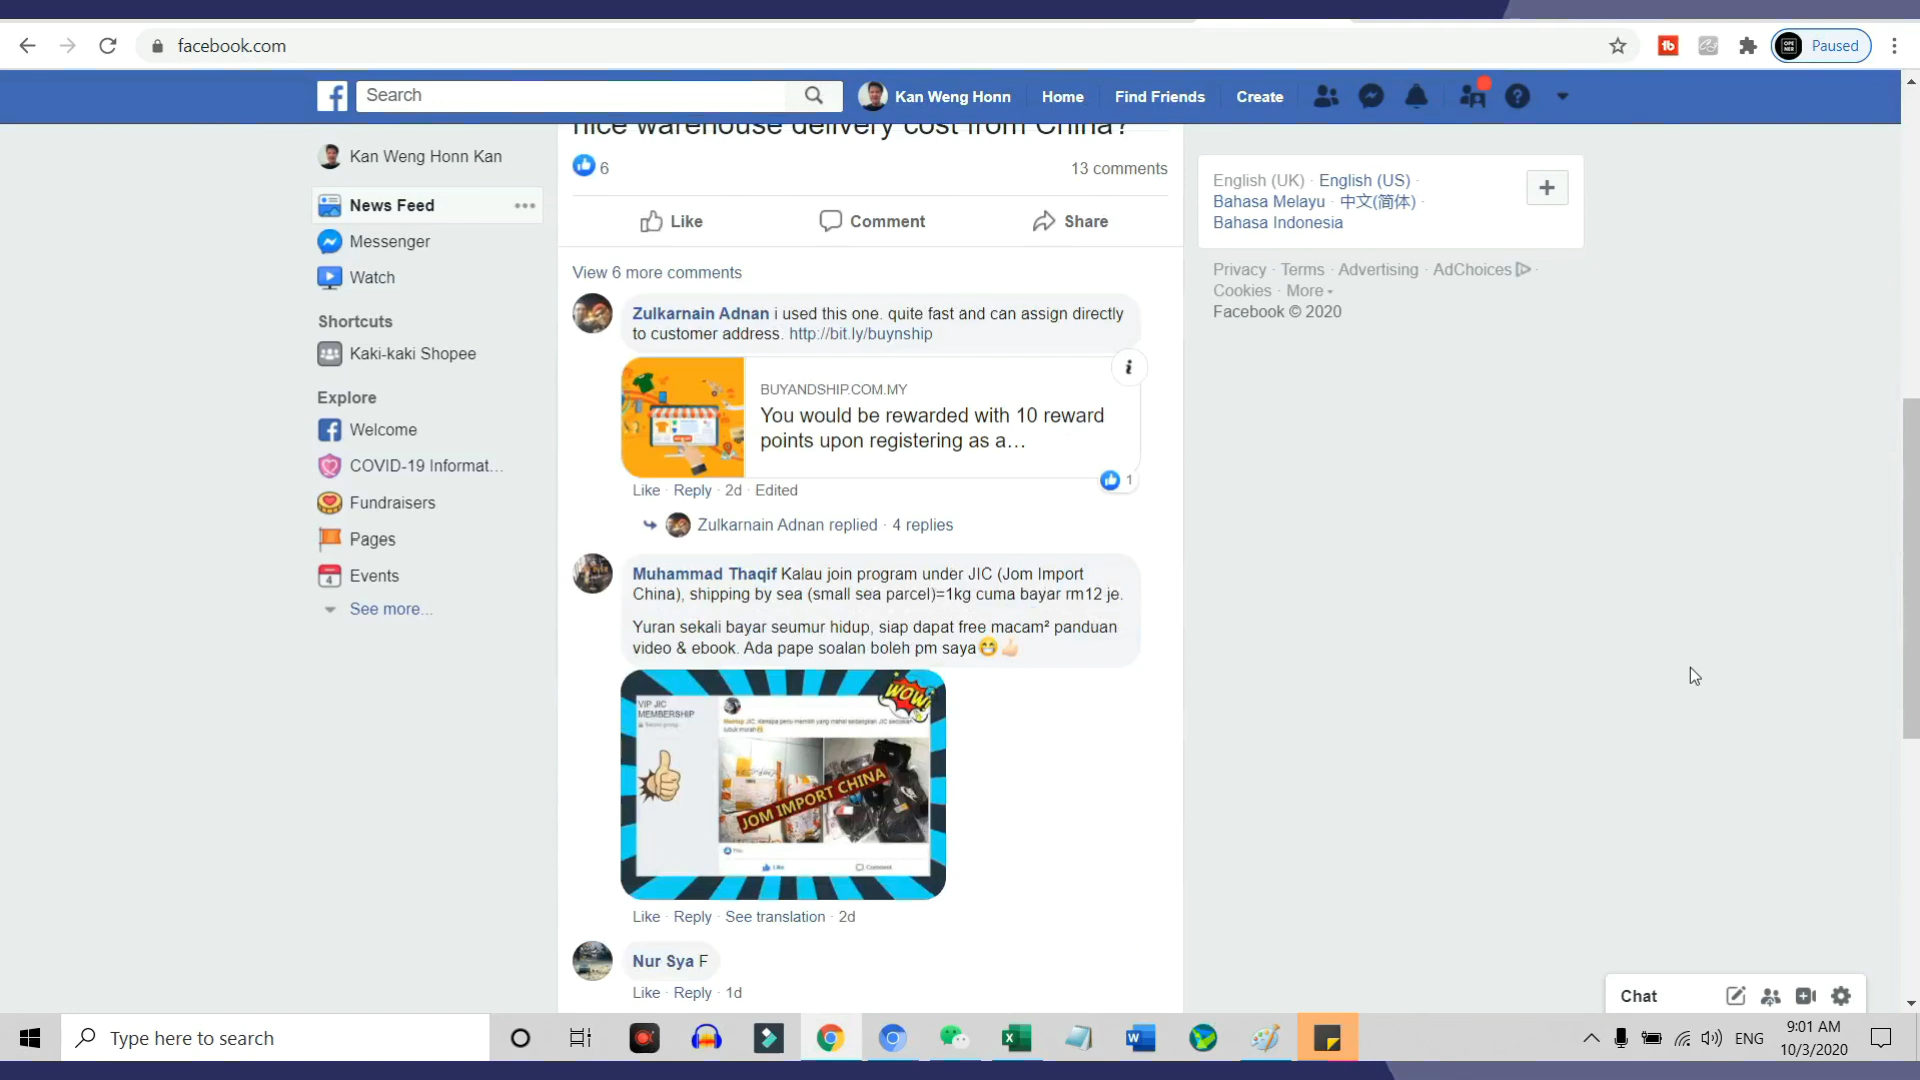 facebook.com
Paused
Search
Kan Weng Honn
Home
Find Friends
Create
nice warehouse delivery cost from China?
6
13 comments
Like
Comment
Share
View 6 more comments
Zulkarnain Adnan i used this one. quite fast and can assign directly
to customer address. http://bit.ly/buynship
BUYANDSHIP.COM.MY
You would be rewarded with 10 reward
points upon registering as a...
1
Like · Reply · 2d · Edited
Zulkarnain Adnan replied · 4 replies
Muhammad Thaqif Kalau join program under JIC (Jom Import
China), shipping by sea (small sea parcel)=1kg cuma bayar rm12 je.
Yuran sekali bayar seumur hidup, siap dapat free macam² panduan
video & ebook. Ada pape soalan boleh pm saya😁👍🏻
WOW!
VIP JIC
MEMBERSHIP
JOM IMPORT CHINA
Like
Comment
Like · Reply · See translation · 2d
Nur Sya F
Like · Reply · 1d
Kan Weng Honn Kan
News Feed
Messenger
Watch
Shortcuts
Kaki-kaki Shopee
Explore
Welcome
COVID-19 Informat...
Fundraisers
Pages
4
Events
See more...
English (UK) · English (US) ·
Bahasa Melayu · 中文(简体) ·
Bahasa Indonesia
Privacy · Terms · Advertising · AdChoices ·
Cookies · More
Facebook © 2020
Chat
Type here to search
ENG
9:01 AM
10/3/2020